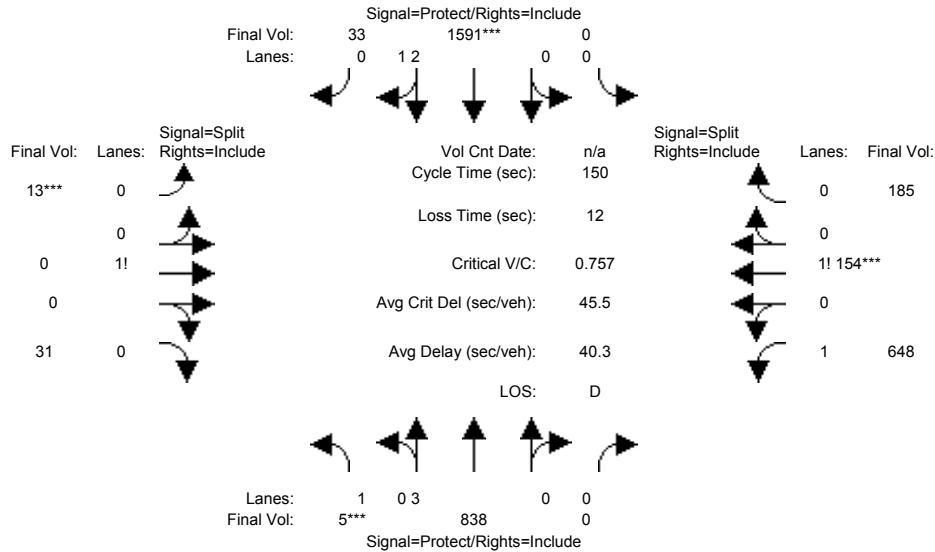 Signal=Protect/Rights=Include
Final Vol: 33 1591*** 0
Lanes: 0 1 2 0 0
Signal=Split Signal=Split
Final Vol: Lanes: Rights=Include Vol Cnt Date: n/a Rights=Include Lanes: Final Vol:
Cycle Time (sec): 150
13*** 0 0 185
Loss Time (sec): 12
0 0
0 1! Critical V/C: 0.757 1! 154***
0 0 Avg Crit Del (sec/veh): 45.5 0
31 0 Avg Delay (sec/veh): 40.3 1 648
LOS: D
Lanes: 1 0 3 0 0
Final Vol: 5*** 838 0
Signal=Protect/Rights=Include